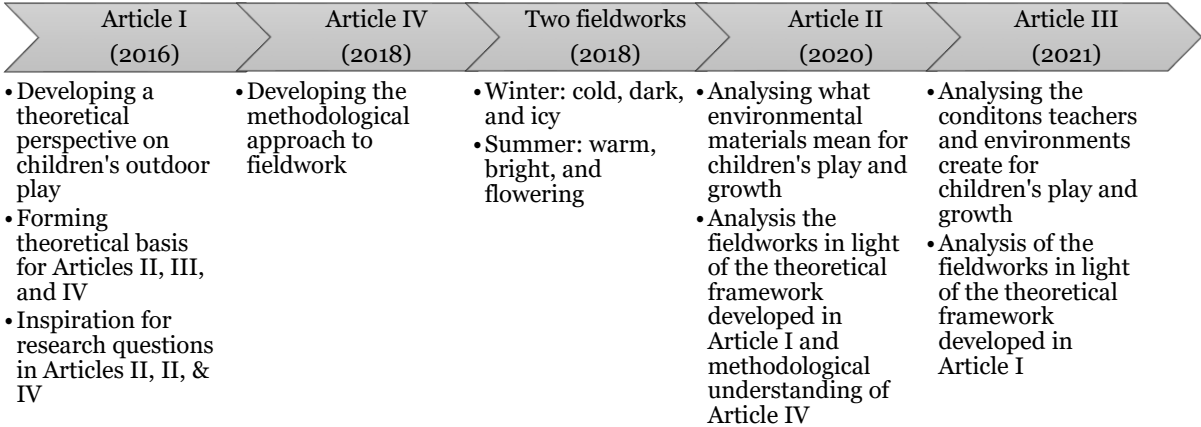 Article I
(2016)
Article IV
(2018)
Two fieldworks
(2018)
Article II
(2020)
Article III
(2021)
•Developing a
theoretical
perspective on
children's outdoor
play
•Forming
theoretical basis
for Articles II, III,
and IV
•Inspiration for
research questions
in Articles II, II, &
IV
•Developing the
methodological
approach to
fieldwork
•Winter: cold, dark,
and icy
•Summer: warm,
bright, and
flowering
•Analysing what
environmental
materials mean for
children's play and
growth
•Analysis the
fieldworks in light
of the theoretical
framework
developed in
Article I and
methodological
understanding of
Article IV
•Analysing the
conditons teachers
and environments
create for
children's play and
growth
•Analysis of the
fieldworks in light
of the theoretical
framework
developed in
Article I